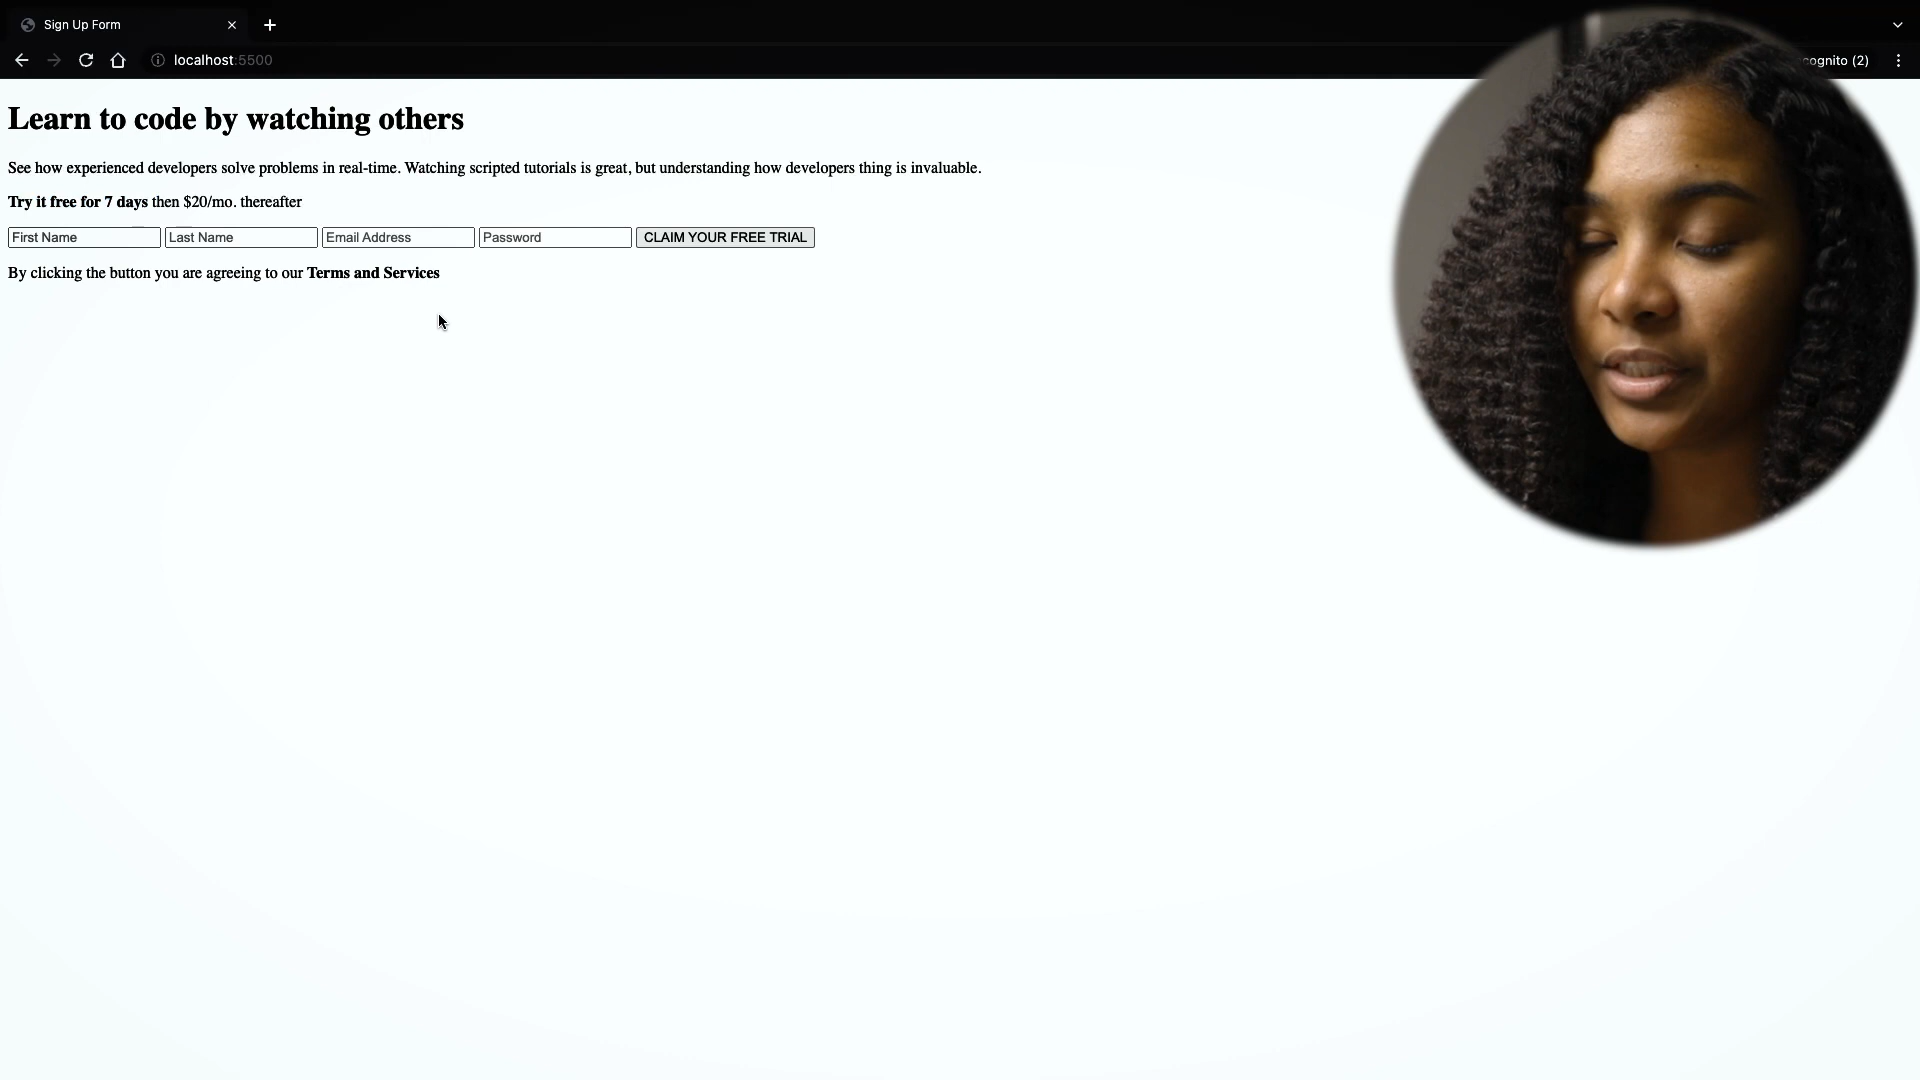 Sign Up Form
localhost:5500
cognito (2)
Learn to code by watching others
See how experienced developers solve problems in real-time. Watching scripted tutorials is great, but understanding how developers thing is invaluable.
Try it free for 7 days then $20/mo. thereafter
First Name Last Name Email Address Password CLAIM YOUR FREE TRIAL
By clicking the button you are agreeing to our Terms and Services